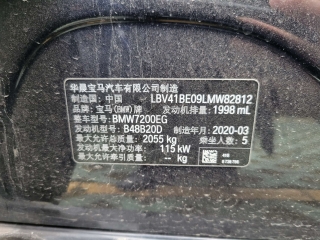 华晨宝马汽车有限公司制造
制造国: 中国 LBV41BE09LMW82812
品牌: 宝马(BMW)牌 发动机排量: 1998 mL
整车型号: BMW7200EG
发动机型号: B48B20D 制造年月: 2020-03
最大允许总质量: 2055 kg 乘坐人数: 5
发动机最大净功率: 115 kW
最大允许牵引质量: -- kg